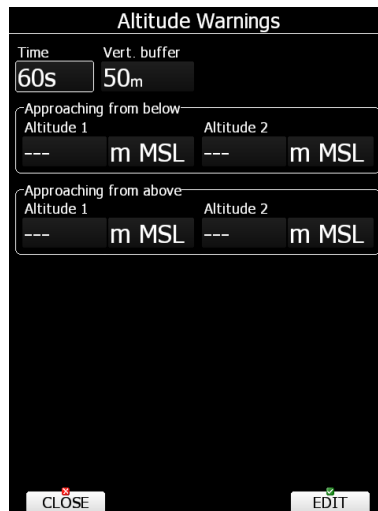 Altitude Warnings
Time Vert. buffer
60s 50m
Approaching from below
Altitude 1 Altitude 2
--- m MSL --- m MSL
Approaching from above
Altitude 1 Altitude 2
--- m MSL --- m MSL
CLOSE EDIT